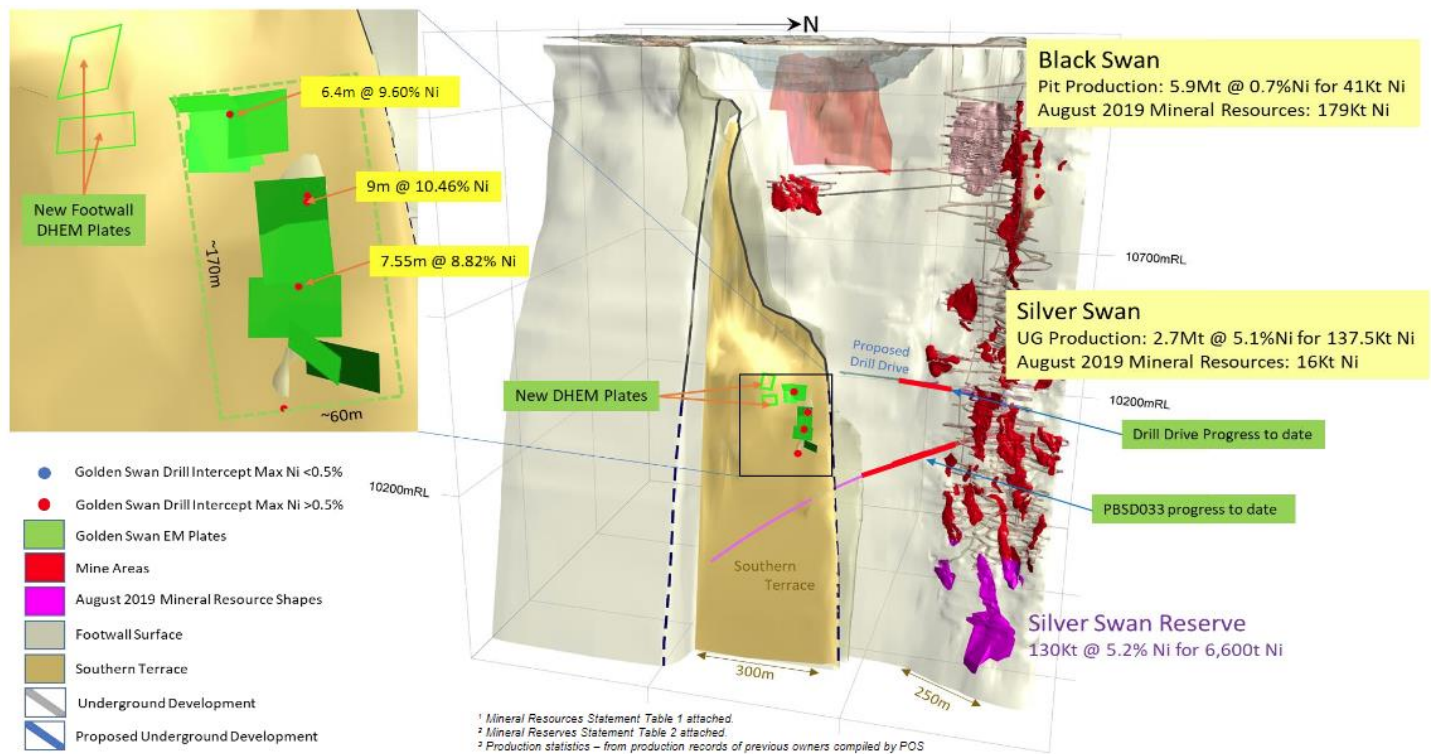 6.4m @ 9.60% Ni
9m @ 10.46% Ni
7.55m @ 8.82% Ni
New Footwall
DHEM Plates
~170m
~60m
N
Black Swan
Pit Production: 5.9Mt @ 0.7%Ni for 41Kt Ni
August 2019 Mineral Resources: 179Kt Ni
10700mRL
Silver Swan
UG Production: 2.7Mt @ 5.1%Ni for 137.5Kt Ni
August 2019 Mineral Resources: 16Kt Ni
Proposed
Drill Drive
New DHEM Plates
10200mRL
Drill Drive Progress to date
10200mRL
PBSD033 progress to date
Southern
Terrace
Silver Swan Reserve
130Kt @ 5.2% Ni for 6,600t Ni
300m
250m
Golden Swan Drill Intercept Max Ni <0.5%
Golden Swan Drill Intercept Max Ni >0.5%
Golden Swan EM Plates
Mine Areas
August 2019 Mineral Resource Shapes
Footwall Surface
Southern Terrace
Underground Development
Proposed Underground Development
¹ Mineral Resources Statement Table 1 attached.
² Mineral Reserves Statement Table 2 attached.
³ Production statistics – from production records of previous owners compiled by POS